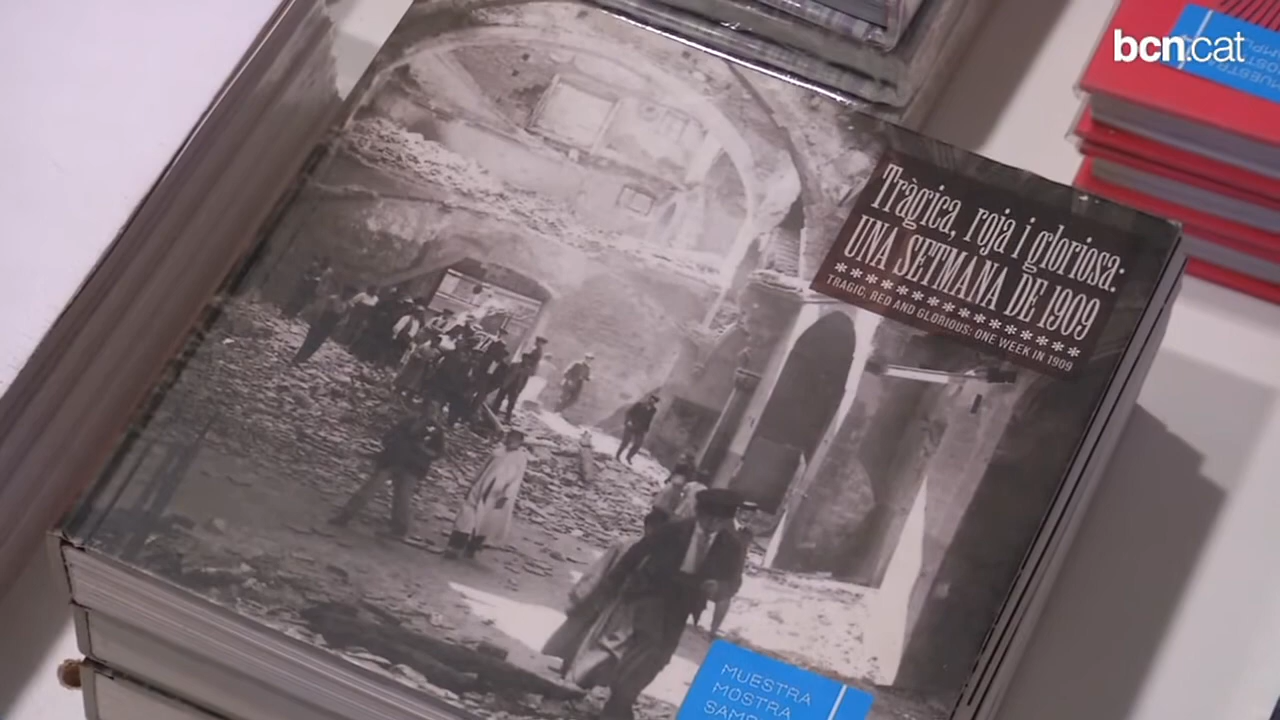 bcn.cat
Tràgica, roja i gloriosa:
UNA SETMANA DE 1909
TRAGIC, RED AND GLORIOUS: ONE WEEK IN 1909
MUESTRA
MOSTRA